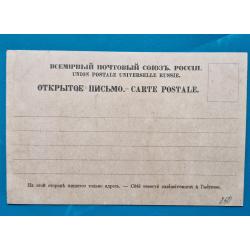 ВСЕМІРНЫЙ ПОЧТОВЫЙ СОЮЗЪ. РОССІЯ.
UNION POSTALE UNIVERSELLE RUSSIE.
ОТКРЫТОЕ ПИСЬМО.-CARTE POSTALE.
На этой сторонѣ пишется только адресъ. — Côté réservé exclusivement à l'adresse.